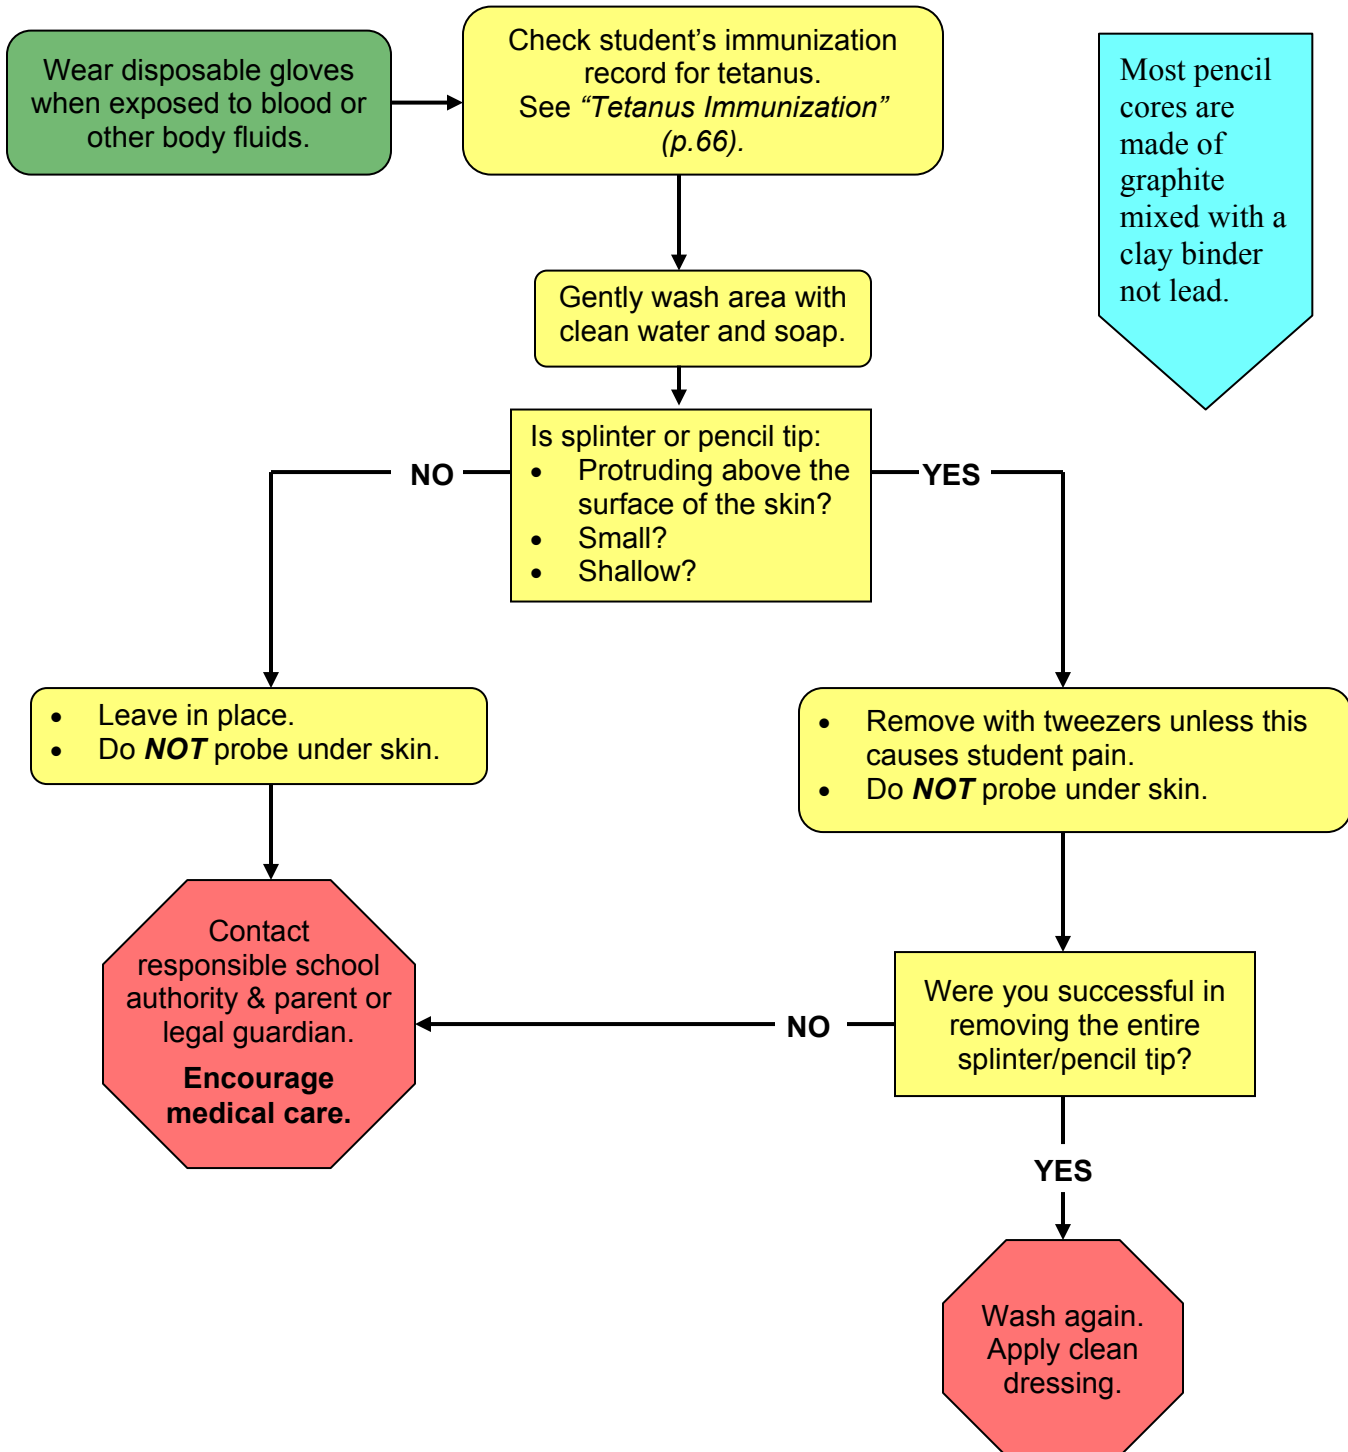 Wear disposable gloves
when exposed to blood or
other body fluids.
Check student’s immunization
record for tetanus.
See “Tetanus Immunization”
(p.66).
Most pencil
cores are
made of
graphite
mixed with a
clay binder
not lead.
Gently wash area with
clean water and soap.
Is splinter or pencil tip:
• Protruding above the
surface of the skin?
• Small?
• Shallow?
NO
YES
• Leave in place.
• Do NOT probe under skin.
• Remove with tweezers unless this
causes student pain.
• Do NOT probe under skin.
Contact
responsible school
authority & parent or
legal guardian.
Encourage
medical care.
NO
Were you successful in
removing the entire
splinter/pencil tip?
YES
Wash again.
Apply clean
dressing.